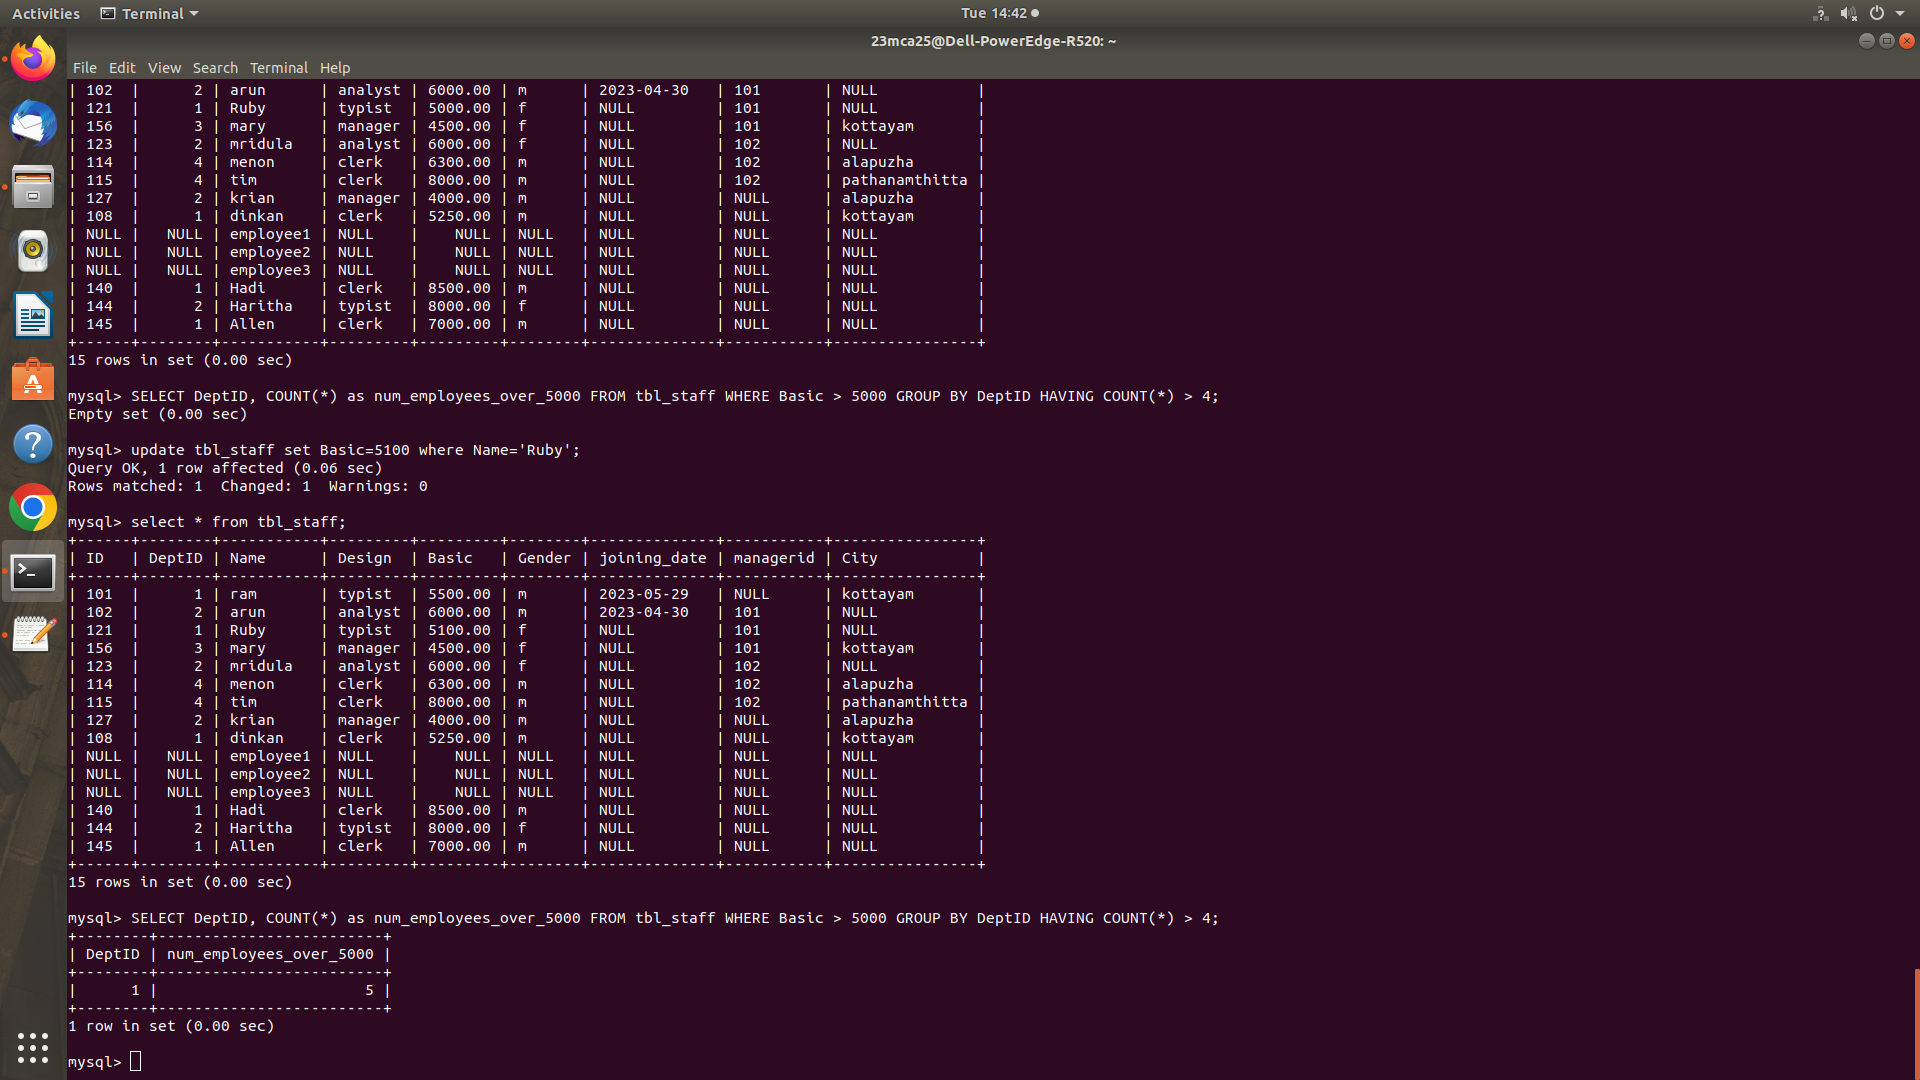 Activities Terminal Tue 14:42
23mca25@Dell-PowerEdge-R520: ~
File Edit View Search Terminal Help
| 102  |      2 | arun      | analyst | 6000.00 | m      | 2023-04-30   | 101       | NULL           |
| 121  |      1 | Ruby      | typist  | 5000.00 | f      | NULL         | 101       | NULL           |
| 156  |      3 | mary      | manager | 4500.00 | f      | NULL         | 101       | kottayam       |
| 123  |      2 | mridula   | analyst | 6000.00 | f      | NULL         | 102       | NULL           |
| 114  |      4 | menon     | clerk   | 6300.00 | m      | NULL         | 102       | alapuzha       |
| 115  |      4 | tim       | clerk   | 8000.00 | m      | NULL         | 102       | pathanamthitta |
| 127  |      2 | krian     | manager | 4000.00 | m      | NULL         | NULL      | alapuzha       |
| 108  |      1 | dinkan    | clerk   | 5250.00 | m      | NULL         | NULL      | kottayam       |
| NULL |   NULL | employee1 | NULL    |    NULL | NULL   | NULL         | NULL      | NULL           |
| NULL |   NULL | employee2 | NULL    |    NULL | NULL   | NULL         | NULL      | NULL           |
| NULL |   NULL | employee3 | NULL    |    NULL | NULL   | NULL         | NULL      | NULL           |
| 140  |      1 | Hadi      | clerk   | 8500.00 | m      | NULL         | NULL      | NULL           |
| 144  |      2 | Haritha   | typist  | 8000.00 | f      | NULL         | NULL      | NULL           |
| 145  |      1 | Allen     | clerk   | 7000.00 | m      | NULL         | NULL      | NULL           |
+------+--------+-----------+---------+---------+--------+--------------+-----------+----------------+
15 rows in set (0.00 sec)
mysql> SELECT DeptID, COUNT(*) as num_employees_over_5000 FROM tbl_staff WHERE Basic > 5000 GROUP BY DeptID HAVING COUNT(*) > 4;
Empty set (0.00 sec)
mysql> update tbl_staff set Basic=5100 where Name='Ruby';
Query OK, 1 row affected (0.06 sec)
Rows matched: 1  Changed: 1  Warnings: 0
mysql> select * from tbl_staff;
+------+--------+-----------+---------+---------+--------+--------------+-----------+----------------+
| ID   | DeptID | Name      | Design  | Basic   | Gender | joining_date | managerid | City           |
+------+--------+-----------+---------+---------+--------+--------------+-----------+----------------+
| 101  |      1 | ram       | typist  | 5500.00 | m      | 2023-05-29   | NULL      | kottayam       |
| 102  |      2 | arun      | analyst | 6000.00 | m      | 2023-04-30   | 101       | NULL           |
| 121  |      1 | Ruby      | typist  | 5100.00 | f      | NULL         | 101       | NULL           |
| 156  |      3 | mary      | manager | 4500.00 | f      | NULL         | 101       | kottayam       |
| 123  |      2 | mridula   | analyst | 6000.00 | f      | NULL         | 102       | NULL           |
| 114  |      4 | menon     | clerk   | 6300.00 | m      | NULL         | 102       | alapuzha       |
| 115  |      4 | tim       | clerk   | 8000.00 | m      | NULL         | 102       | pathanamthitta |
| 127  |      2 | krian     | manager | 4000.00 | m      | NULL         | NULL      | alapuzha       |
| 108  |      1 | dinkan    | clerk   | 5250.00 | m      | NULL         | NULL      | kottayam       |
| NULL |   NULL | employee1 | NULL    |    NULL | NULL   | NULL         | NULL      | NULL           |
| NULL |   NULL | employee2 | NULL    |    NULL | NULL   | NULL         | NULL      | NULL           |
| NULL |   NULL | employee3 | NULL    |    NULL | NULL   | NULL         | NULL      | NULL           |
| 140  |      1 | Hadi      | clerk   | 8500.00 | m      | NULL         | NULL      | NULL           |
| 144  |      2 | Haritha   | typist  | 8000.00 | f      | NULL         | NULL      | NULL           |
| 145  |      1 | Allen     | clerk   | 7000.00 | m      | NULL         | NULL      | NULL           |
+------+--------+-----------+---------+---------+--------+--------------+-----------+----------------+
15 rows in set (0.00 sec)
mysql> SELECT DeptID, COUNT(*) as num_employees_over_5000 FROM tbl_staff WHERE Basic > 5000 GROUP BY DeptID HAVING COUNT(*) > 4;
+--------+-------------------------+
| DeptID | num_employees_over_5000 |
+--------+-------------------------+
|      1 |                       5 |
+--------+-------------------------+
1 row in set (0.00 sec)
mysql>